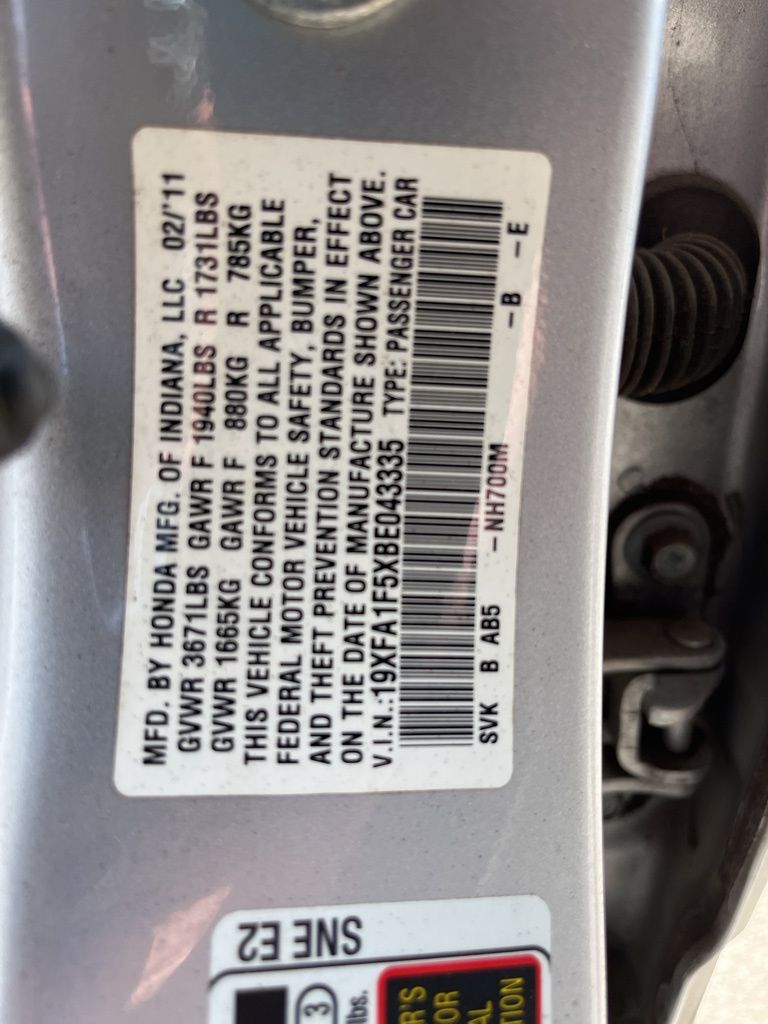 MFD. BY HONDA MFG. OF INDIANA, LLC 02/'11
GVWR 3671LBS GAWR F 1940LBS R 1731LBS
GVWR 1665KG GAWR F 880KG R 785KG
THIS VEHICLE CONFORMS TO ALL APPLICABLE
FEDERAL MOTOR VEHICLE SAFETY, BUMPER,
AND THEFT PREVENTION STANDARDS IN EFFECT
ON THE DATE OF MANUFACTURE SHOWN ABOVE.
V.I.N.:19XFA1F5XBE043335 TYPE: PASSENGER CAR
SVK B AB5 -NH700M -B -E
SNE E2
3
lbs.